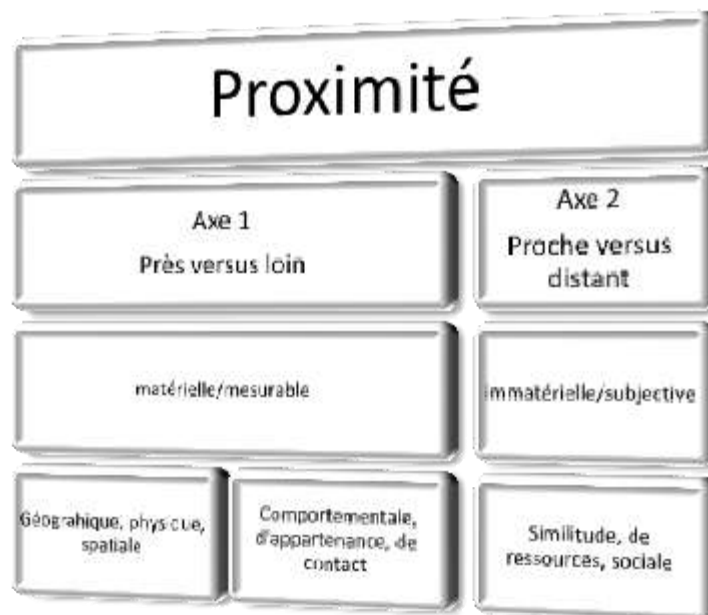 Proximité
Axe 1
Près versus loin
Axe 2
Proche versus
distant
matérielle/mesurable
immatérielle/subjective
Géograhique, physique,
spatiale
Comportementale,
d'appartenance, de
contact
Similitude, de
ressources, sociale